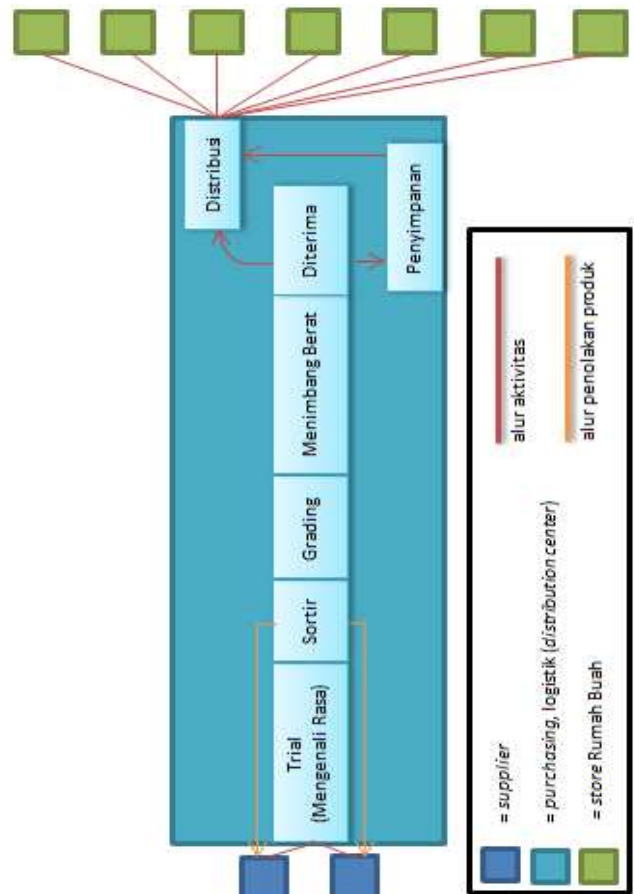 Trial
(Mengenali Rasa)
Sortir
Grading
Menimbang Berat
Diterima
Distribusi
Penyimpanan
= supplier
= purchasing, logistik (distribution center)
= store Rumah Buah
alur aktivitas
alur penolakan produk